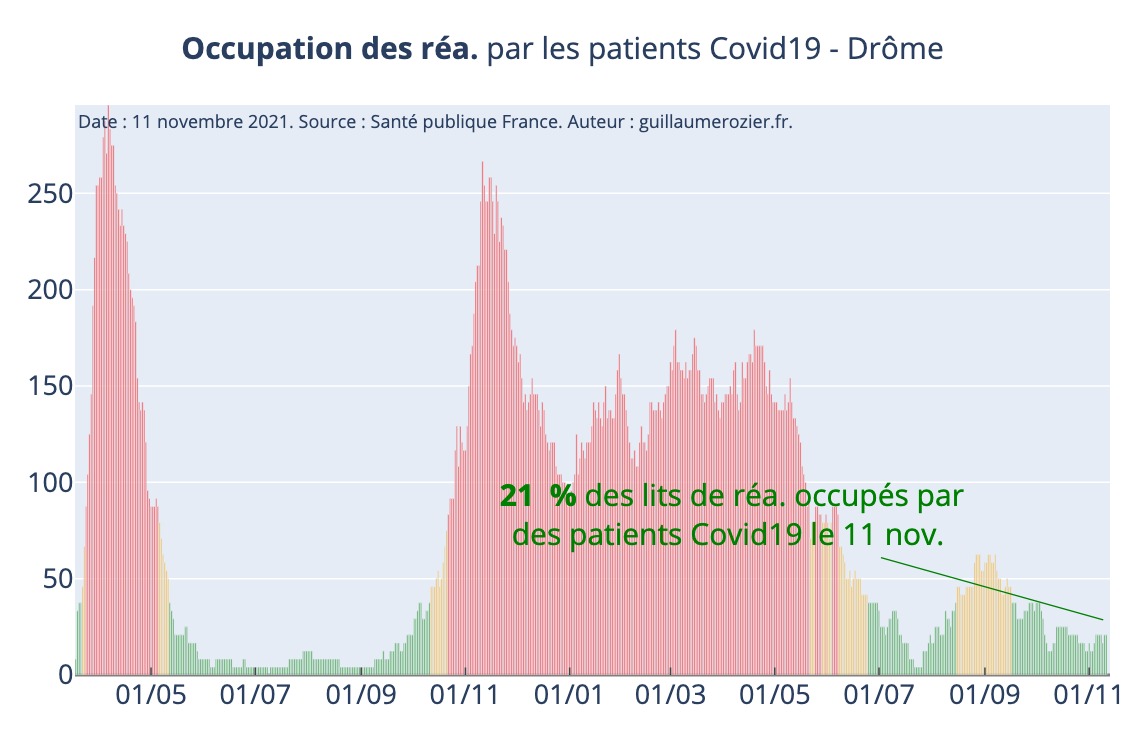 Occupation des réa. par les patients Covid19 - Drôme
Date : 11 novembre 2021. Source : Santé publique France. Auteur : guillaumerozier.fr.
250
200
150
100
50
0
21 % des lits de réa. occupés par
des patients Covid19 le 11 nov.
01/05 01/07 01/09 01/11 01/01 01/03 01/05 01/07 01/09 01/11